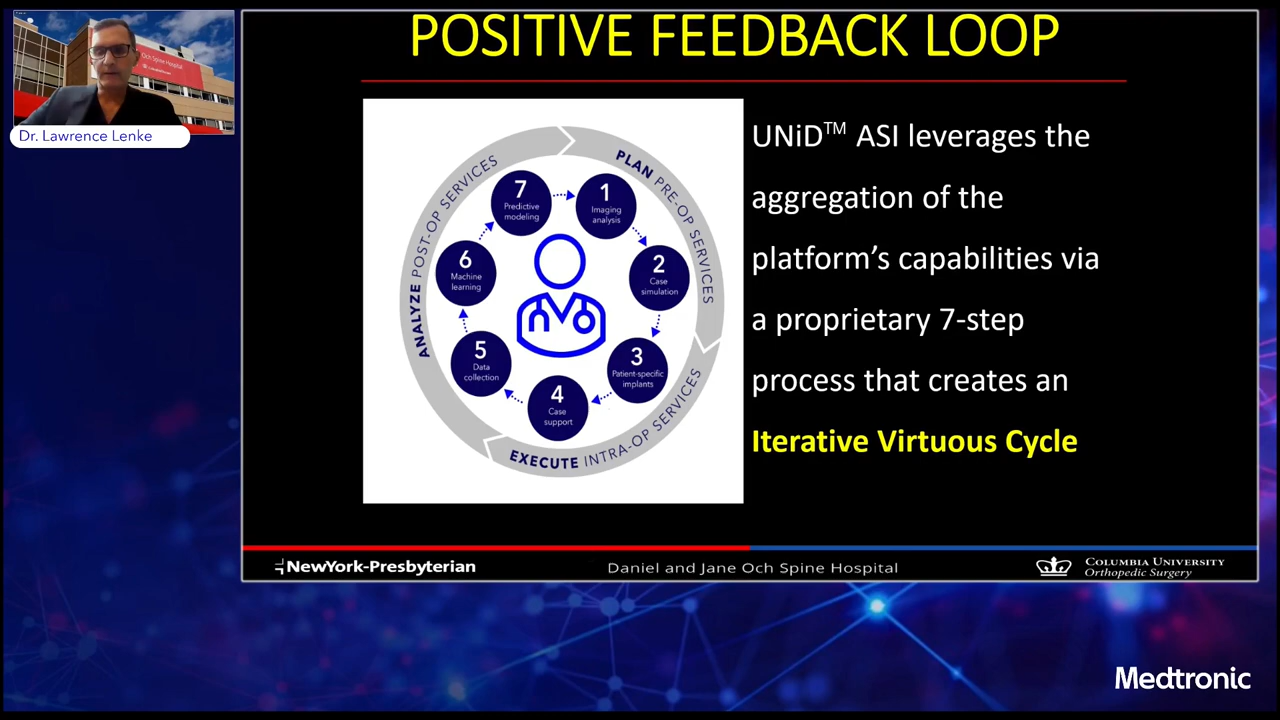 POSITIVE FEEDBACK LOOP
Och Spine Hospital
Dr. Lawrence Lenke
PLAN PRE-OP SERVICES
EXECUTE INTRA-OP SERVICES
ANALYZE POST-OP SERVICES
1
Imaging
analysis
2
Case
simulation
3
Patient-specific
implants
4
Case
support
5
Data
collection
6
Machine
learning
7
Predictive
modeling
UNiD™ ASI leverages the
aggregation of the
platform’s capabilities via
a proprietary 7-step
process that creates an
Iterative Virtuous Cycle
NewYork-Presbyterian
Daniel and Jane Och Spine Hospital
COLUMBIA UNIVERSITY
Orthopedic Surgery
Medtronic